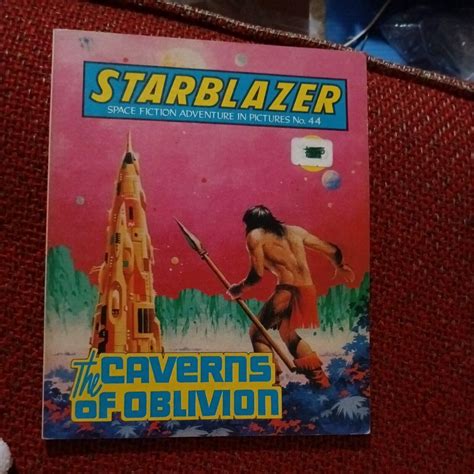 STARBLAZER
SPACE FICTION ADVENTURE IN PICTURES No. 44
The CAVERNS
OF OBLIVION